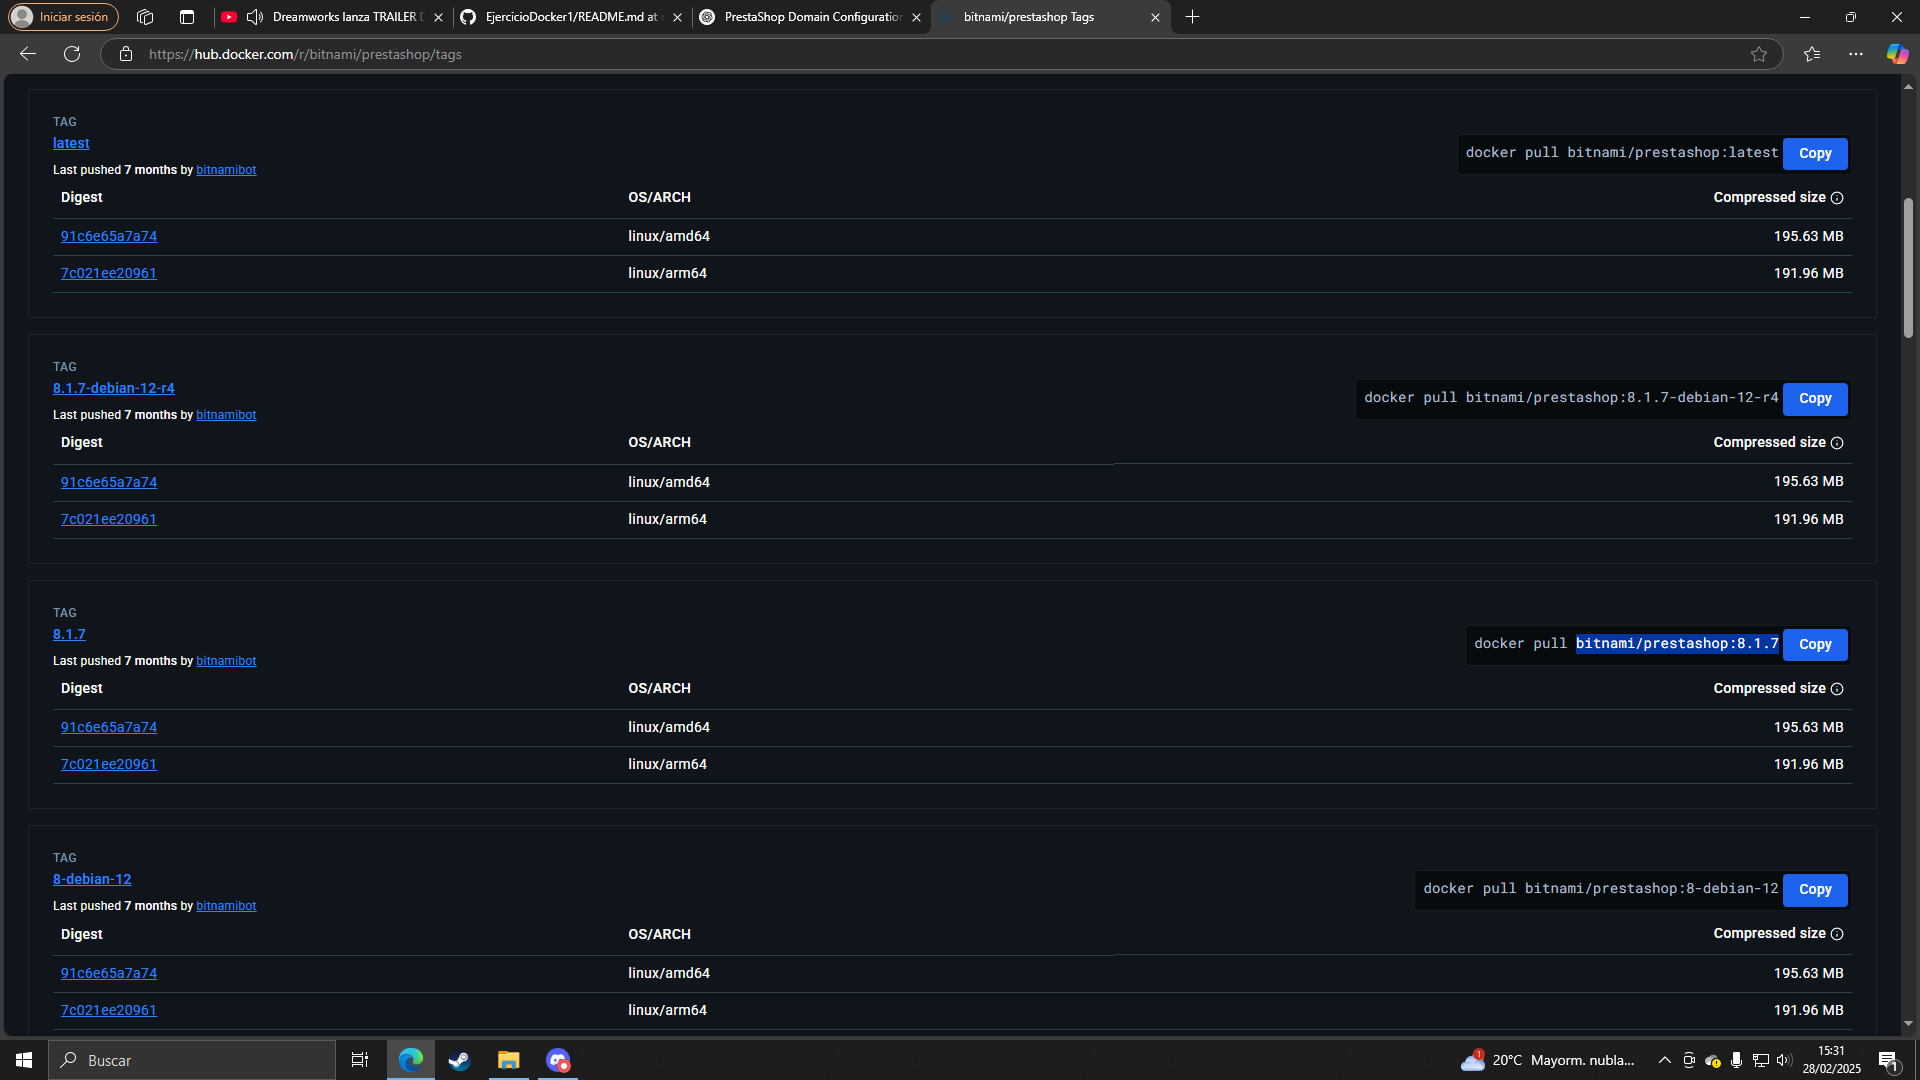 Iniciar sesión
Dreamworks lanza TRAILER
EjercicioDocker1/README.md at
PrestaShop Domain Configuration
bitnami/prestashop Tags
https://hub.docker.com/r/bitnami/prestashop/tags
TAG
latest
docker pull bitnami/prestashop:latest
Copy
Last pushed 7 months by bitnamibot
Digest OS/ARCH Compressed size
91c6e65a7a74 linux/amd64 195.63 MB
7c021ee20961 linux/arm64 191.96 MB
TAG
8.1.7-debian-12-r4
docker pull bitnami/prestashop:8.1.7-debian-12-r4
Copy
Last pushed 7 months by bitnamibot
Digest OS/ARCH Compressed size
91c6e65a7a74 linux/amd64 195.63 MB
7c021ee20961 linux/arm64 191.96 MB
TAG
8.1.7
docker pull bitnami/prestashop:8.1.7
Copy
Last pushed 7 months by bitnamibot
Digest OS/ARCH Compressed size
91c6e65a7a74 linux/amd64 195.63 MB
7c021ee20961 linux/arm64 191.96 MB
TAG
8-debian-12
docker pull bitnami/prestashop:8-debian-12
Copy
Last pushed 7 months by bitnamibot
Digest OS/ARCH Compressed size
91c6e65a7a74 linux/amd64 195.63 MB
7c021ee20961 linux/arm64 191.96 MB
Buscar
1
20°C Mayorm. nubla...
15:31
28/02/2025
1